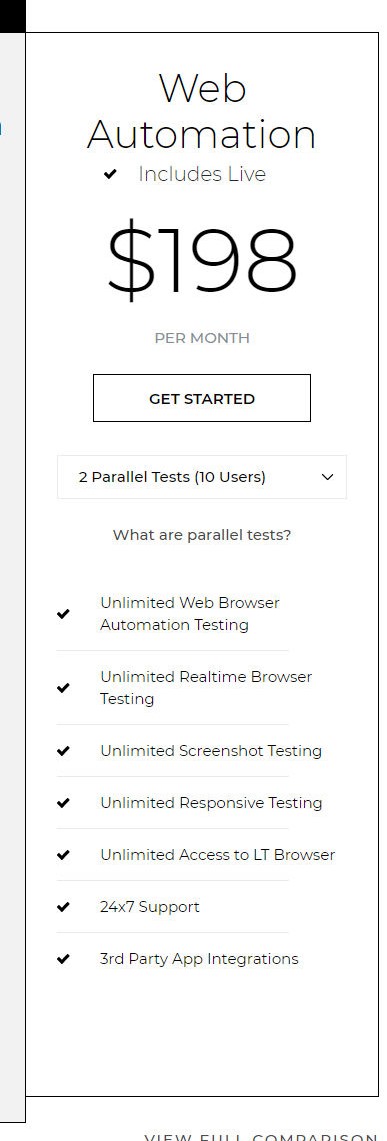 Web
Automation
Includes Live
$198
PER MONTH
GET STARTED
2 Parallel Tests (10 Users)
What are parallel tests?
Unlimited Web Browser
Automation Testing
Unlimited Realtime Browser
Testing
Unlimited Screenshot Testing
Unlimited Responsive Testing
Unlimited Access to LT Browser
24x7 Support
3rd Party App Integrations
VIEW FULL COMPARISON